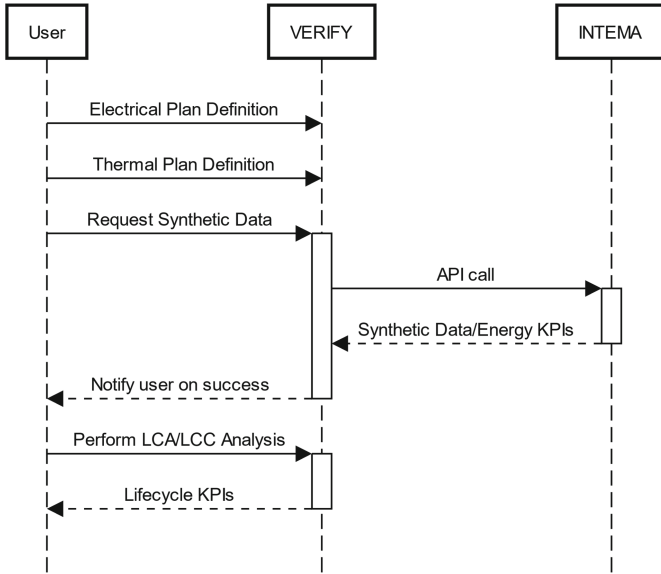 User
VERIFY
INTEMA
Electrical Plan Definition
Thermal Plan Definition
Request Synthetic Data
API call
Synthetic Data/Energy KPIs
Notify user on success
Perform LCA/LCC Analysis
Lifecycle KPIs